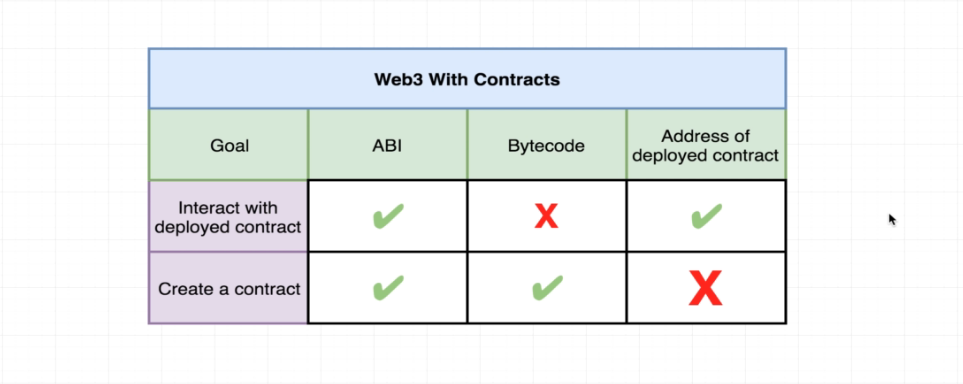 Web3 With Contracts
Goal
ABI
Bytecode
Address of
deployed contract
Interact with
deployed contract
✔
X
✔
Create a contract
✔
✔
X